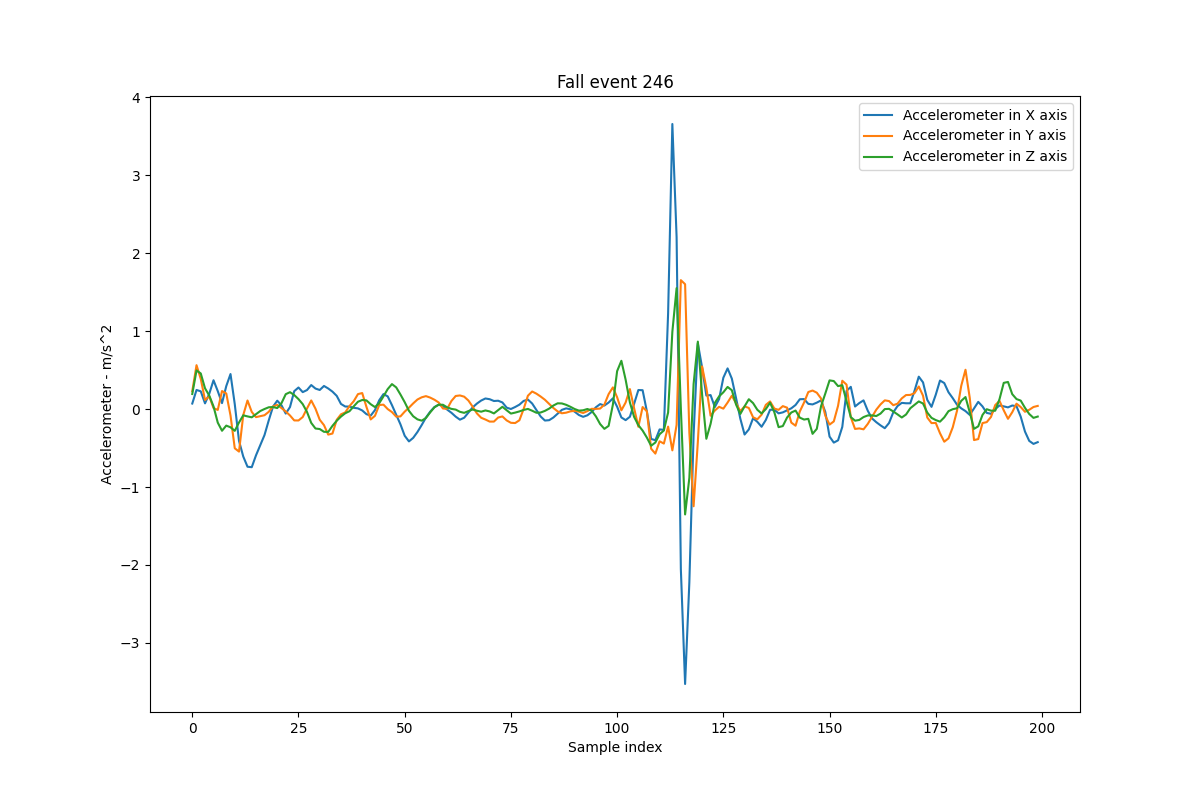 Fall event 246
Accelerometer in X axis
Accelerometer in Y axis
Accelerometer in Z axis
Accelerometer - m/s^2
4
3
2
1
0
−1
−2
−3
0 25 50 75 100 125 150 175 200
Sample index